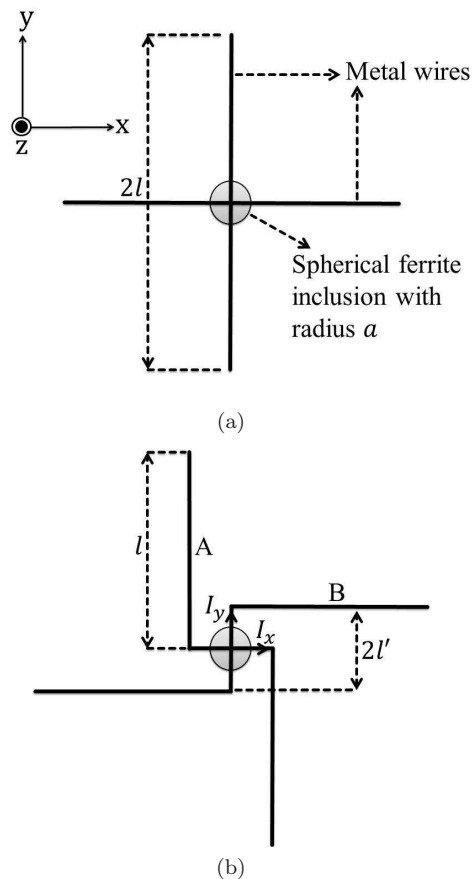 y
x
z
2l
Metal wires
Spherical ferrite
inclusion with
radius a
(a)
l
A
B
I_y
I_x
2l′
(b)